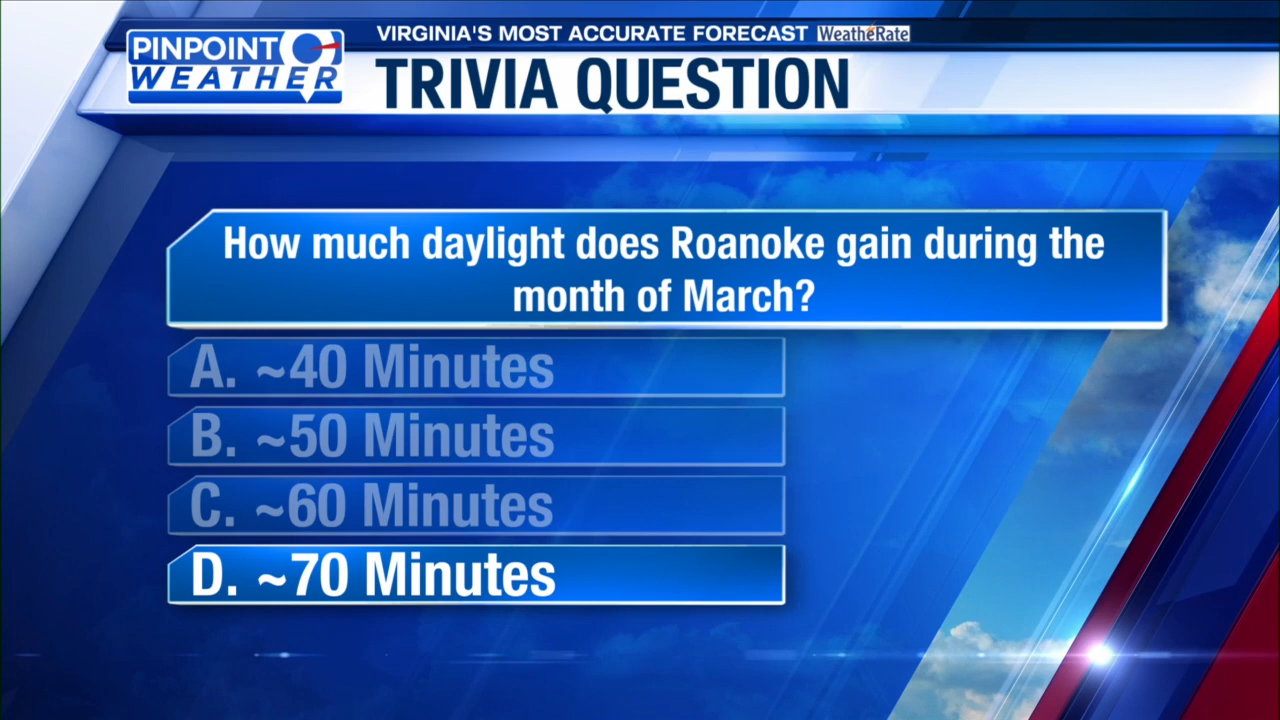 VIRGINIA'S MOST ACCURATE FORECAST WeatheRate
PINPOINT
WEATHER
TRIVIA QUESTION
How much daylight does Roanoke gain during the
month of March?
A. ~40 Minutes
B. ~50 Minutes
C. ~60 Minutes
D. ~70 Minutes